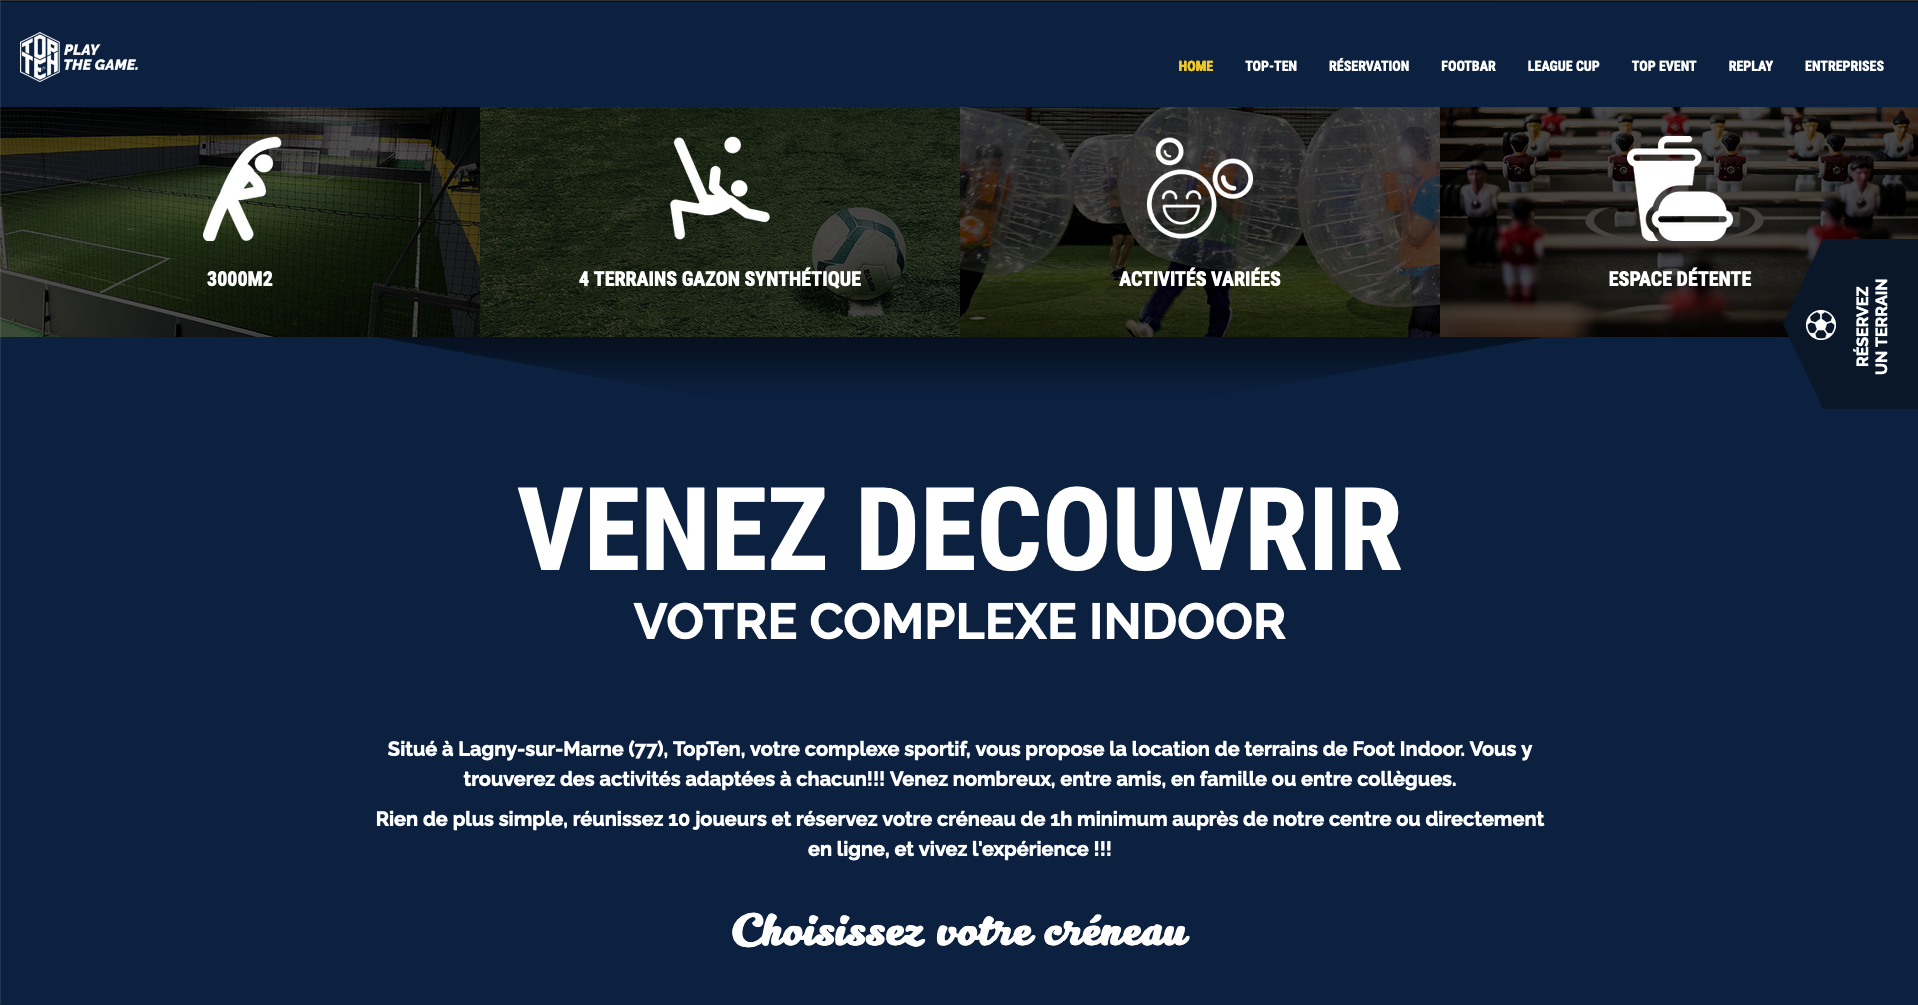 TOP
TEN
PLAY
THE GAME.
HOME TOP-TEN RÉSERVATION FOOTBAR LEAGUE CUP TOP EVENT REPLAY ENTREPRISES
3000M2
4 TERRAINS GAZON SYNTHÉTIQUE
ACTIVITÉS VARIÉES
ESPACE DÉTENTE
RÉSERVEZ
UN TERRAIN
VENEZ DECOUVRIR
VOTRE COMPLEXE INDOOR
Situé à Lagny-sur-Marne (77), TopTen, votre complexe sportif, vous propose la location de terrains de Foot Indoor. Vous y
trouverez des activités adaptées à chacun!!! Venez nombreux, entre amis, en famille ou entre collègues.
Rien de plus simple, réunissez 10 joueurs et réservez votre créneau de 1h minimum auprès de notre centre ou directement
en ligne, et vivez l'expérience !!!
Choisissez votre créneau